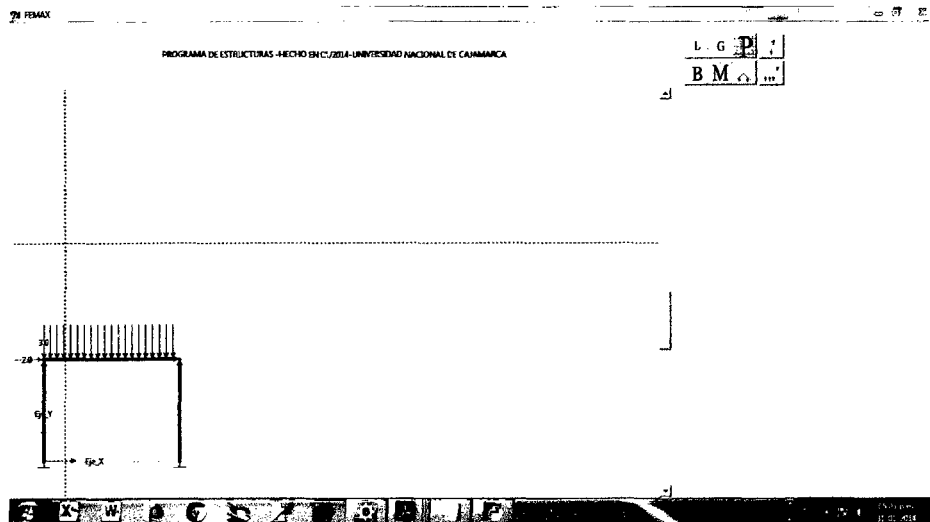 FEMAX
PROGRAMA DE ESTRUCTURAS -HECHO EN C#/2014-UNIVERSIDAD NACIONAL DE CAJAMARCA
L G P
B M
Eje_Y
Eje_X
X W